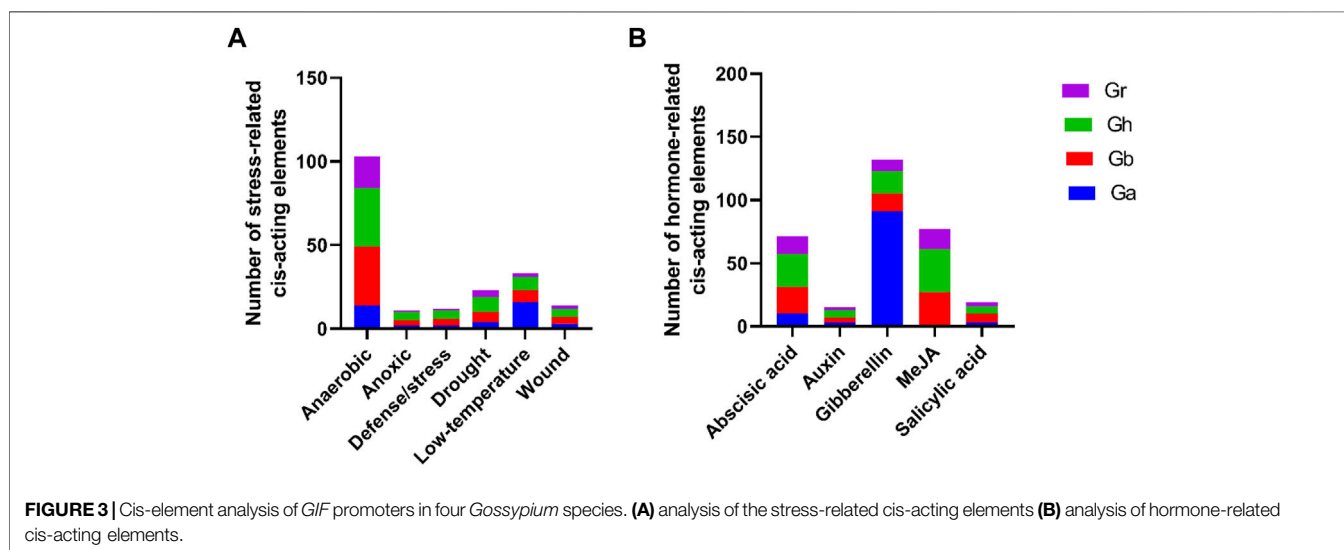 A
Number of stress-related
cis-acting elements
150
100
50
0
Anaerobic
Anoxic
Defense/stress
Drought
Low-temperature
Wound
B
Number of hormone-related
cis-acting elements
200
150
100
50
0
Abscisic acid
Auxin
Gibberellin
MeJA
Salicylic acid
Gr
Gh
Gb
Ga
FIGURE 3 | Cis-element analysis of GIF promoters in four Gossypium species. (A) analysis of the stress-related cis-acting elements (B) analysis of hormone-related
cis-acting elements.